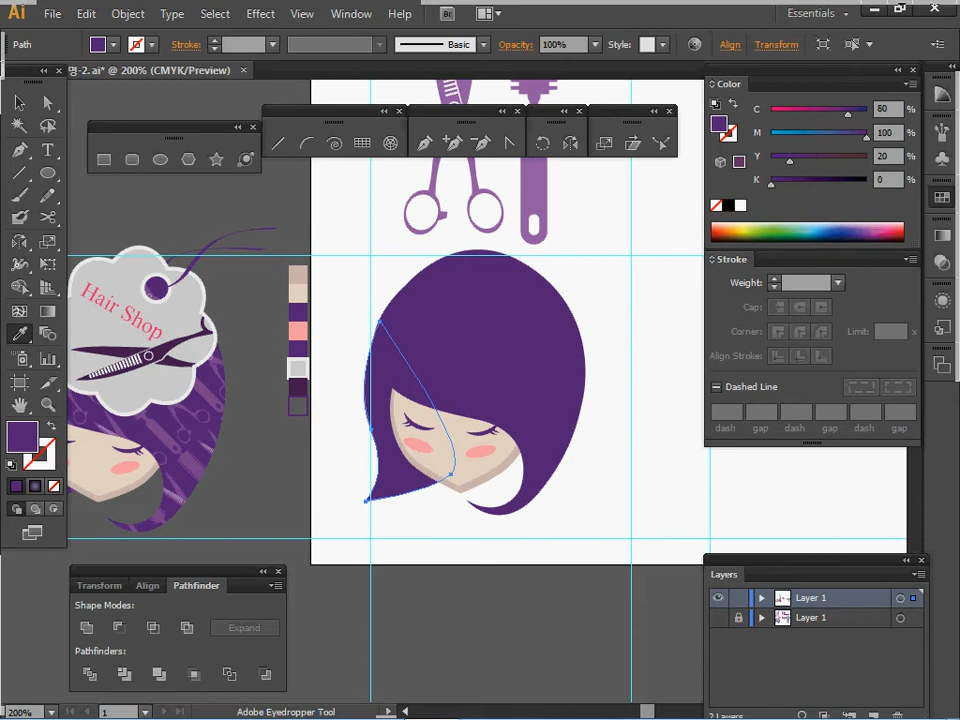 Ai File Edit Object Type Select Effect View Window Help Br Essentials
Path Stroke: Basic Opacity: 100% Style: Align Transform
명-2.ai* @ 200% (CMYK/Preview)
Color
C 80 %
M 100 %
Y 20 %
K 0 %
Stroke
Weight:
Cap:
Corner: Limit: x
Align Stroke:
Dashed Line
dash gap dash gap dash gap
Hair Shop
Transform Align Pathfinder
Shape Modes:
Expand
Pathfinders:
Layers
Layer 1
Layer 1
2 Layers
200% 1 Adobe Eyedropper Tool